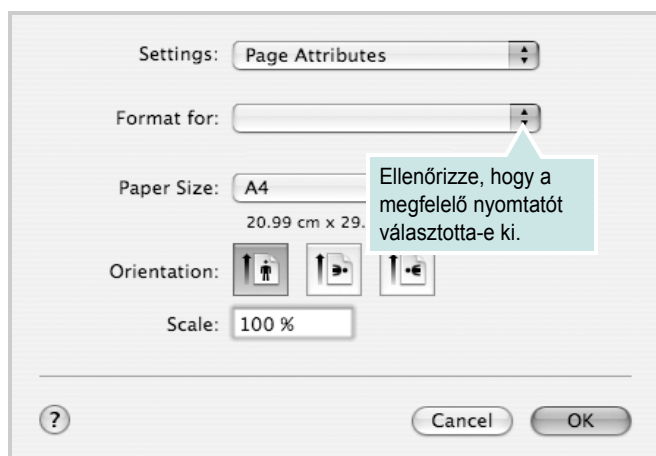 Settings: Page Attributes
Format for:
Paper Size: A4
20.99 cm x 29.
Ellenőrizze, hogy a
megfelelő nyomtatót
választotta-e ki.
Orientation:
Scale: 100 %
? Cancel OK